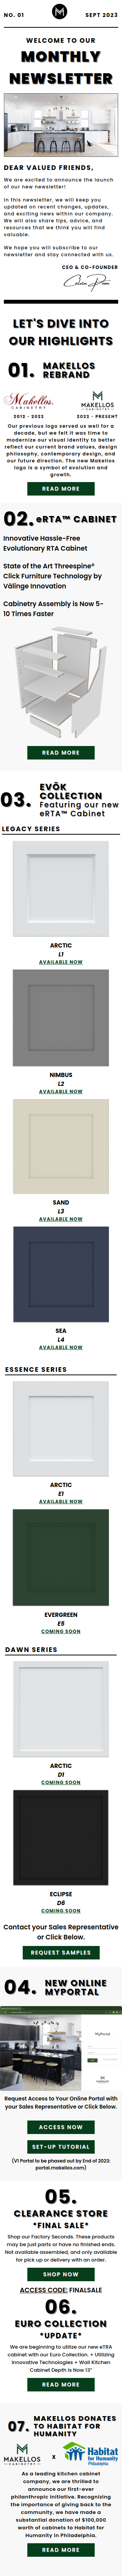 NO. 01
M
SEPT 2023
WELCOME TO OUR
MONTHLY
NEWSLETTER
DEAR VALUED FRIENDS,
We are excited to announce the launch
of our new newsletter!
In this newsletter, we will keep you
updated on recent changes, updates,
and exciting news within our company.
We will also share tips, advice, and
resources that we think you will find
valuable.
We hope you will subscribe to our
newsletter and stay connected with us.
CEO & CO-FOUNDER
LET'S DIVE INTO
OUR HIGHLIGHTS
01. MAKELLOS
REBRAND
Makellos
CABINETRY
2012 - 2022
MAKELLOS
CABINETRY
2022 - PRESENT
Our previous logo served us well for a
decade, but we felt it was time to
modernize our visual identity to better
reflect our current brand values, design
philosophy, contemporary design, and
our future direction. The new Makellos
logo is a symbol of evolution and
growth.
READ MORE
02. eRTA™ CABINET
Innovative Hassle-Free
Evolutionary RTA Cabinet
State of the Art Threespine®
Click Furniture Technology by
Välinge Innovation
Cabinetry Assembly is Now 5-
10 Times Faster
READ MORE
03. EVŌK
COLLECTION
Featuring our new
eRTA™ Cabinet
LEGACY SERIES
ARCTIC
L1
AVAILABLE NOW
NIMBUS
L2
AVAILABLE NOW
SAND
L3
AVAILABLE NOW
SEA
L4
AVAILABLE NOW
ESSENCE SERIES
ARCTIC
E1
AVAILABLE NOW
EVERGREEN
E5
COMING SOON
DAWN SERIES
ARCTIC
D1
COMING SOON
ECLIPSE
D6
COMING SOON
Contact your Sales Representative
or Click Below.
REQUEST SAMPLES
04. NEW ONLINE
MYPORTAL
MyPortal
MAKELLOS
Request Access to Your Online Portal with
your Sales Representative or Click Below.
ACCESS NOW
SET-UP TUTORIAL
(V1 Portal to be phased out by End of 2023:
portal.makellos.com)
05.
CLEARANCE STORE
*FINAL SALE*
Shop our Factory Seconds. These products
may be just parts or have no finished ends.
Not available assembled, and only available
for pick up or delivery with an order.
SHOP NOW
ACCESS CODE: FINALSALE
06.
EURO COLLECTION
*UPDATE*
We are beginning to utilize our new eTRA
cabinet with our Euro Collection. + Utilizing
Innovative Technologies + Wall Kitchen
Cabinet Depth is Now 13"
READ MORE
07. MAKELLOS DONATES
TO HABITAT FOR
HUMANITY
MAKELLOS
CABINETRY
X
Habitat
for Humanity
Philadelphia
As a leading kitchen cabinet
company, we are thrilled to
announce our first-ever
philanthropic initiative. Recognizing
the importance of giving back to the
community, we have made a
substantial donation of $100,000
worth of cabinets to Habitat for
Humanity in Philadelphia.
READ MORE